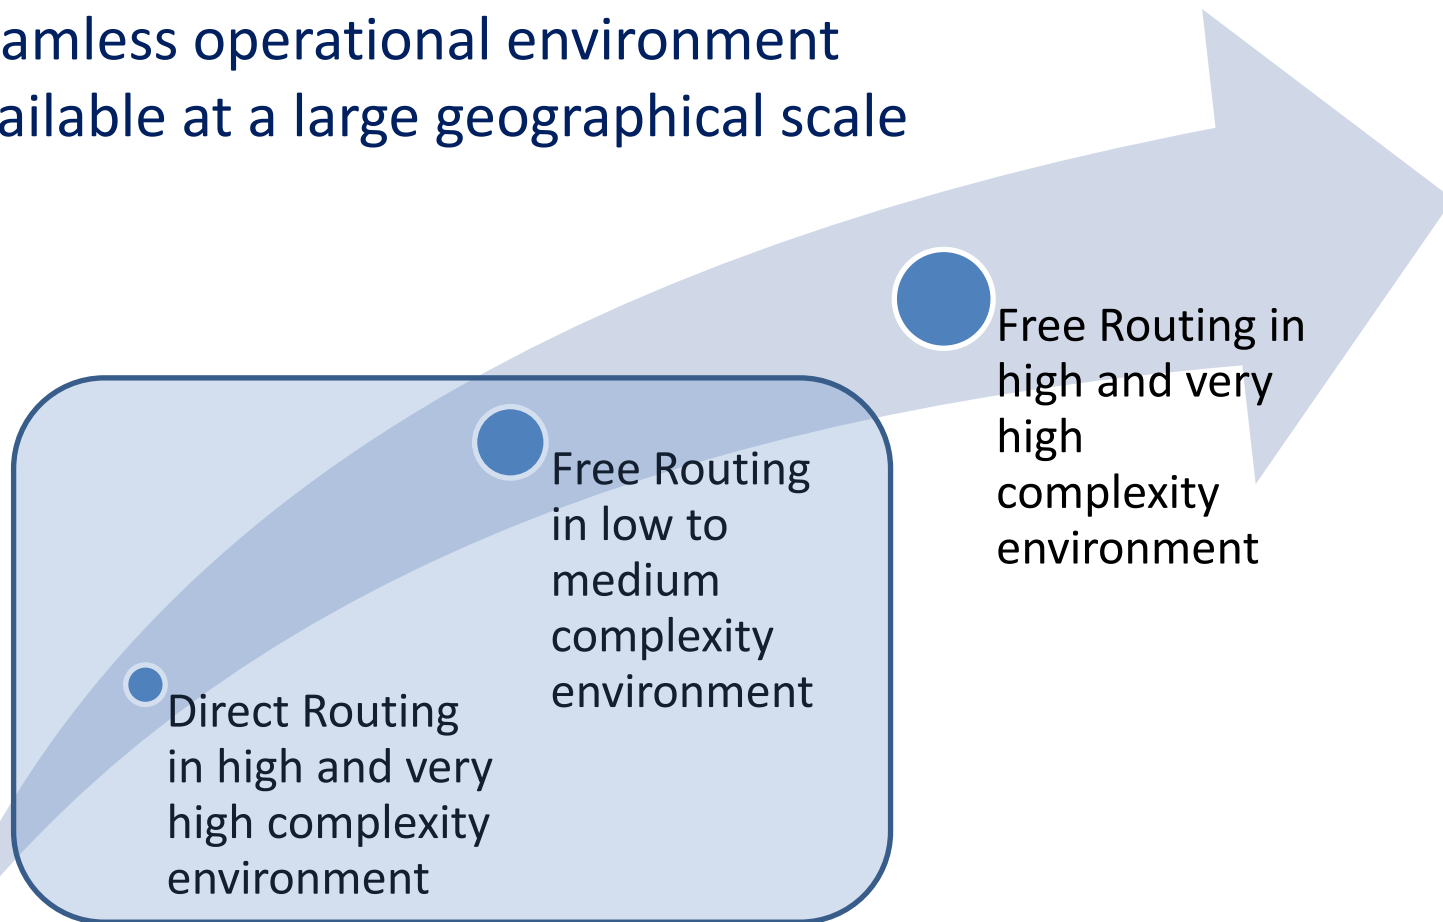 amless operational environment
ailable at a large geographical scale
Free Routing in
high and very
high
complexity
environment
Free Routing
in low to
medium
complexity
environment
Direct Routing
in high and very
high complexity
environment